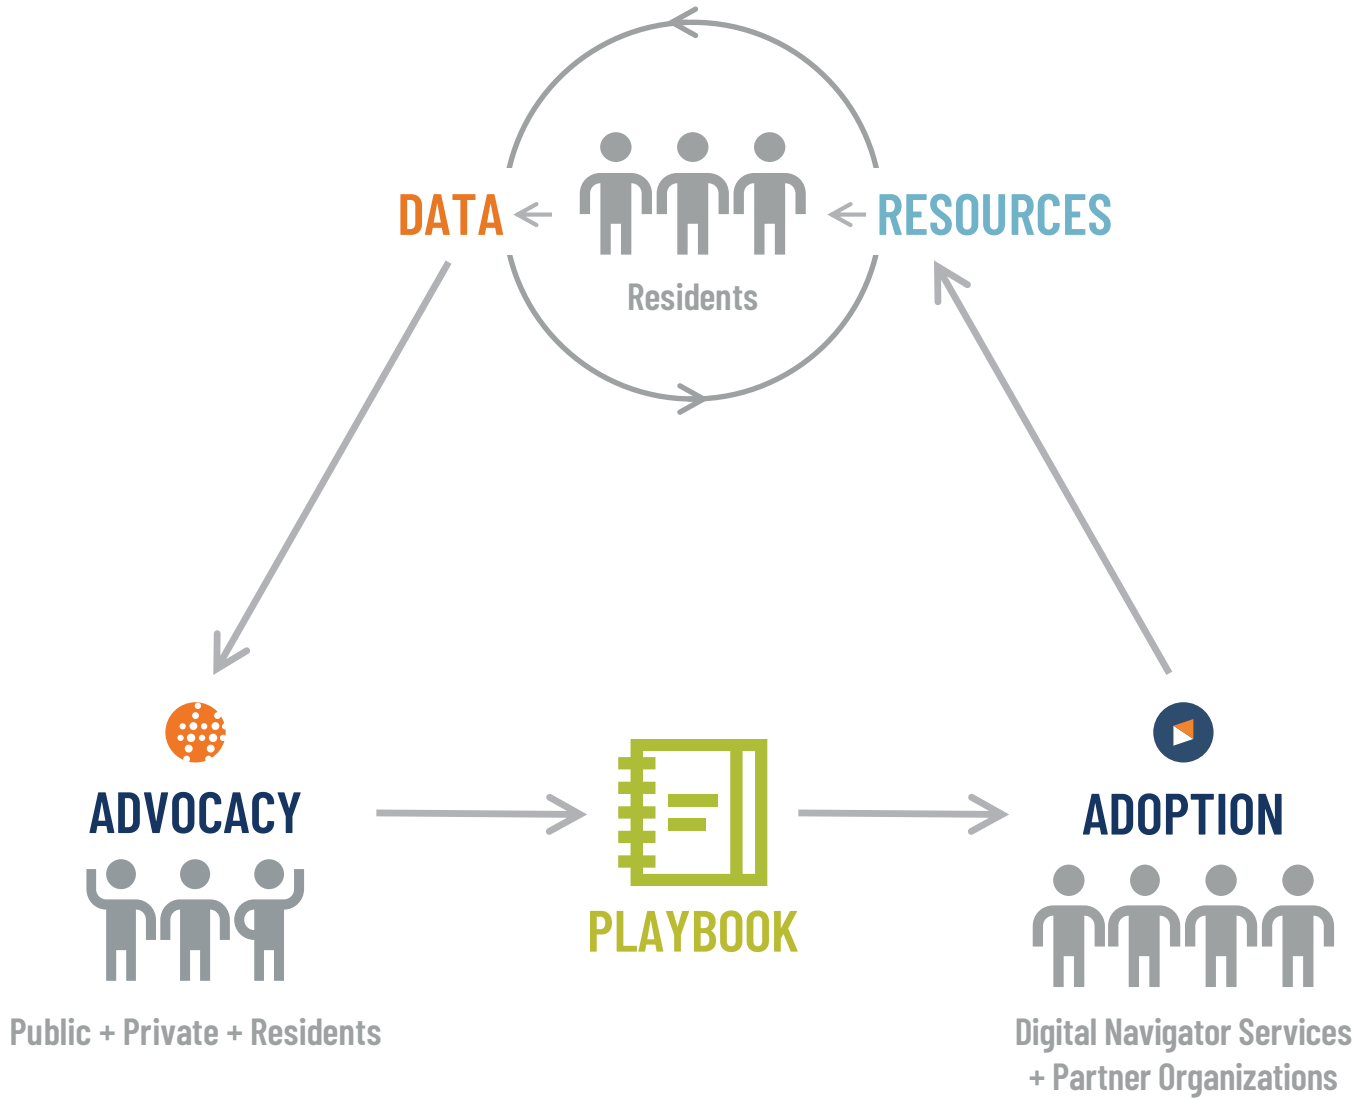 DATA
RESOURCES
Residents
ADVOCACY
Public + Private + Residents
PLAYBOOK
ADOPTION
Digital Navigator Services
+ Partner Organizations